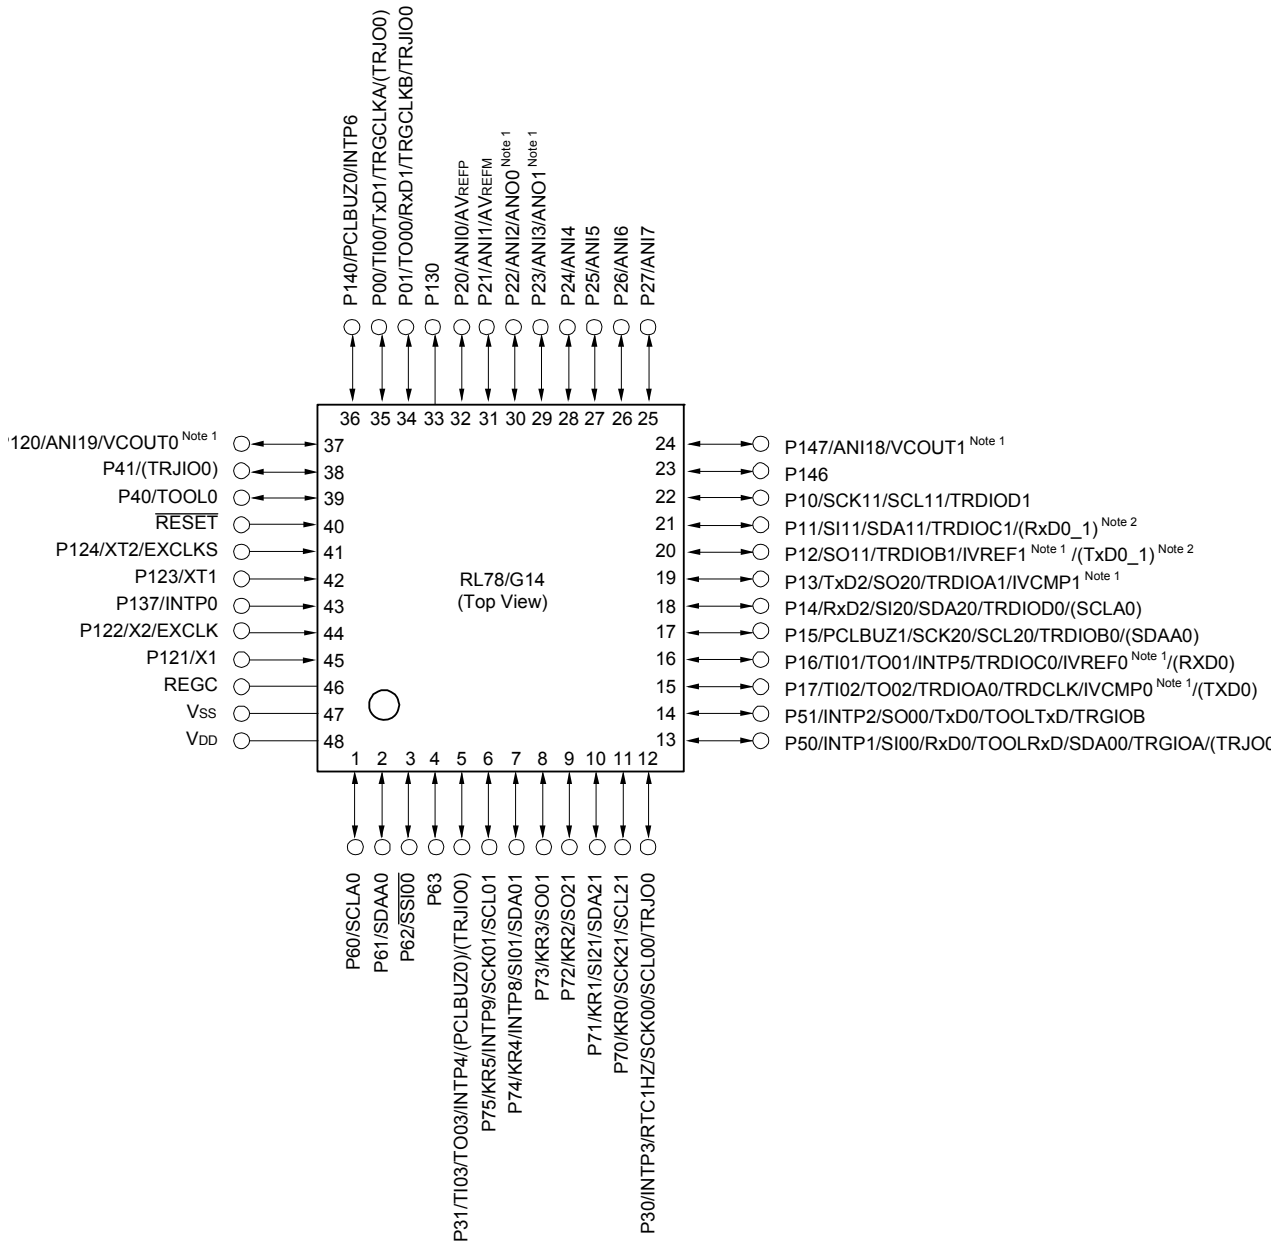 P140/PCLBUZ0/INTP6
P00/TI00/TxD1/TRGCLKA/(TRJO0)
P01/TO00/RxD1/TRGCLKB/TRJIO0
P130
P20/ANI0/AVREFP
P21/ANI1/AVREFM
P22/ANI2/ANO0 Note 1
P23/ANI3/ANO1 Note 1
P24/ANI4
P25/ANI5
P26/ANI6
P27/ANI7
36 35 34 33 32 31 30 29 28 27 26 25
120/ANI19/VCOUT0 Note 1
P41/(TRJIO0)
P40/TOOL0
RESET
P124/XT2/EXCLKS
P123/XT1
P137/INTP0
P122/X2/EXCLK
P121/X1
REGC
VSS
VDD
37
38
39
40
41
42
43
44
45
46
47
48
RL78/G14
(Top View)
24
23
22
21
20
19
18
17
16
15
14
13
P147/ANI18/VCOUT1 Note 1
P146
P10/SCK11/SCL11/TRDIOD1
P11/SI11/SDA11/TRDIOC1/(RxD0_1) Note 2
P12/SO11/TRDIOB1/IVREF1 Note 1 /(TxD0_1) Note 2
P13/TxD2/SO20/TRDIOA1/IVCMP1 Note 1
P14/RxD2/SI20/SDA20/TRDIOD0/(SCLA0)
P15/PCLBUZ1/SCK20/SCL20/TRDIOB0/(SDAA0)
P16/TI01/TO01/INTP5/TRDIOC0/IVREF0 Note 1/(RXD0)
P17/TI02/TO02/TRDIOA0/TRDCLK/IVCMP0 Note 1/(TXD0)
P51/INTP2/SO00/TxD0/TOOLTxD/TRGIOB
P50/INTP1/SI00/RxD0/TOOLRxD/SDA00/TRGIOA/(TRJO0
1 2 3 4 5 6 7 8 9 10 11 12
P60/SCLA0
P61/SDAA0
P62/SSI00
P63
P31/TI03/TO03/INTP4/(PCLBUZ0)/(TRJIO0)
P75/KR5/INTP9/SCK01/SCL01
P74/KR4/INTP8/SI01/SDA01
P73/KR3/SO01
P72/KR2/SO21
P71/KR1/SI21/SDA21
P70/KR0/SCK21/SCL21
P30/INTP3/RTC1HZ/SCK00/SCL00/TRJO0